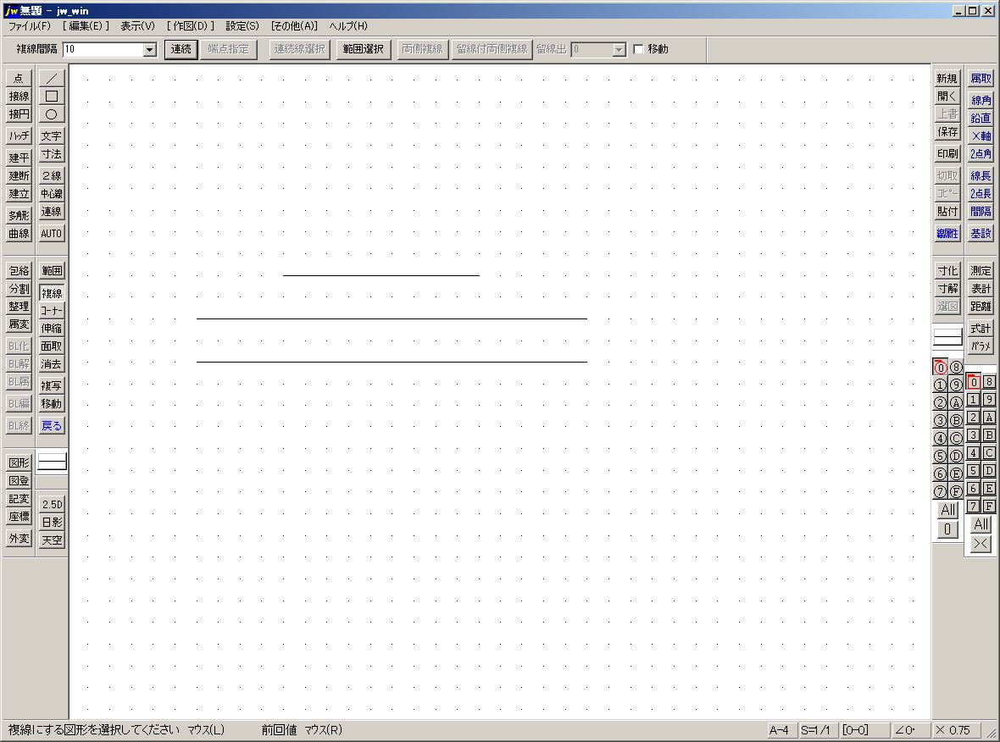 jw無題 - jw_win
ファイル(F) [編集(E)] 表示(V) [作図(D)] 設定(S) [その他(A)] ヘルプ(H)
複線間隔 10 連続 端点指定 連続線選択 範囲選択 両側複線 留線付両側複線 留線出 0 移動
点 ／
接線 □
接円 ○
ハッチ 文字
建平 寸法
建断 2線
建立 中心線
多角形 連線
曲線 AUTO
包絡 範囲
分割 複線
整理 コーナー
属変 伸縮
BL化 面取
BL解 消去
BL属 複写
BL編 移動
BL終 戻る
図形
図登
記変 2.5D
座標 日影
外変 天空
新規 属取
開く 線角
上書 鉛直
保存 X軸
印刷 2点角
切取 線長
コピー 2点長
貼付 間隔
線属性 基設
寸化 測定
寸解 表計
選図 距離
式計
パラメ
0 8
1 9
2 A
3 B
4 C
5 D
6 E
7 F
All
0
0 8
1 9
2 A
3 B
4 C
5 D
6 E
7 F
All
×
複線にする図形を選択してください マウス(L) 前回値 マウス(R)
A-4 S=1/1 [0-0] ∠0° × 0.75